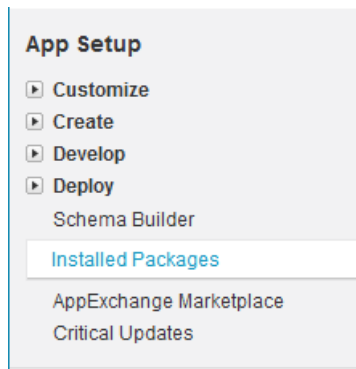 App Setup
Customize
Create
Develop
Deploy
Schema Builder
Installed Packages
AppExchange Marketplace
Critical Updates